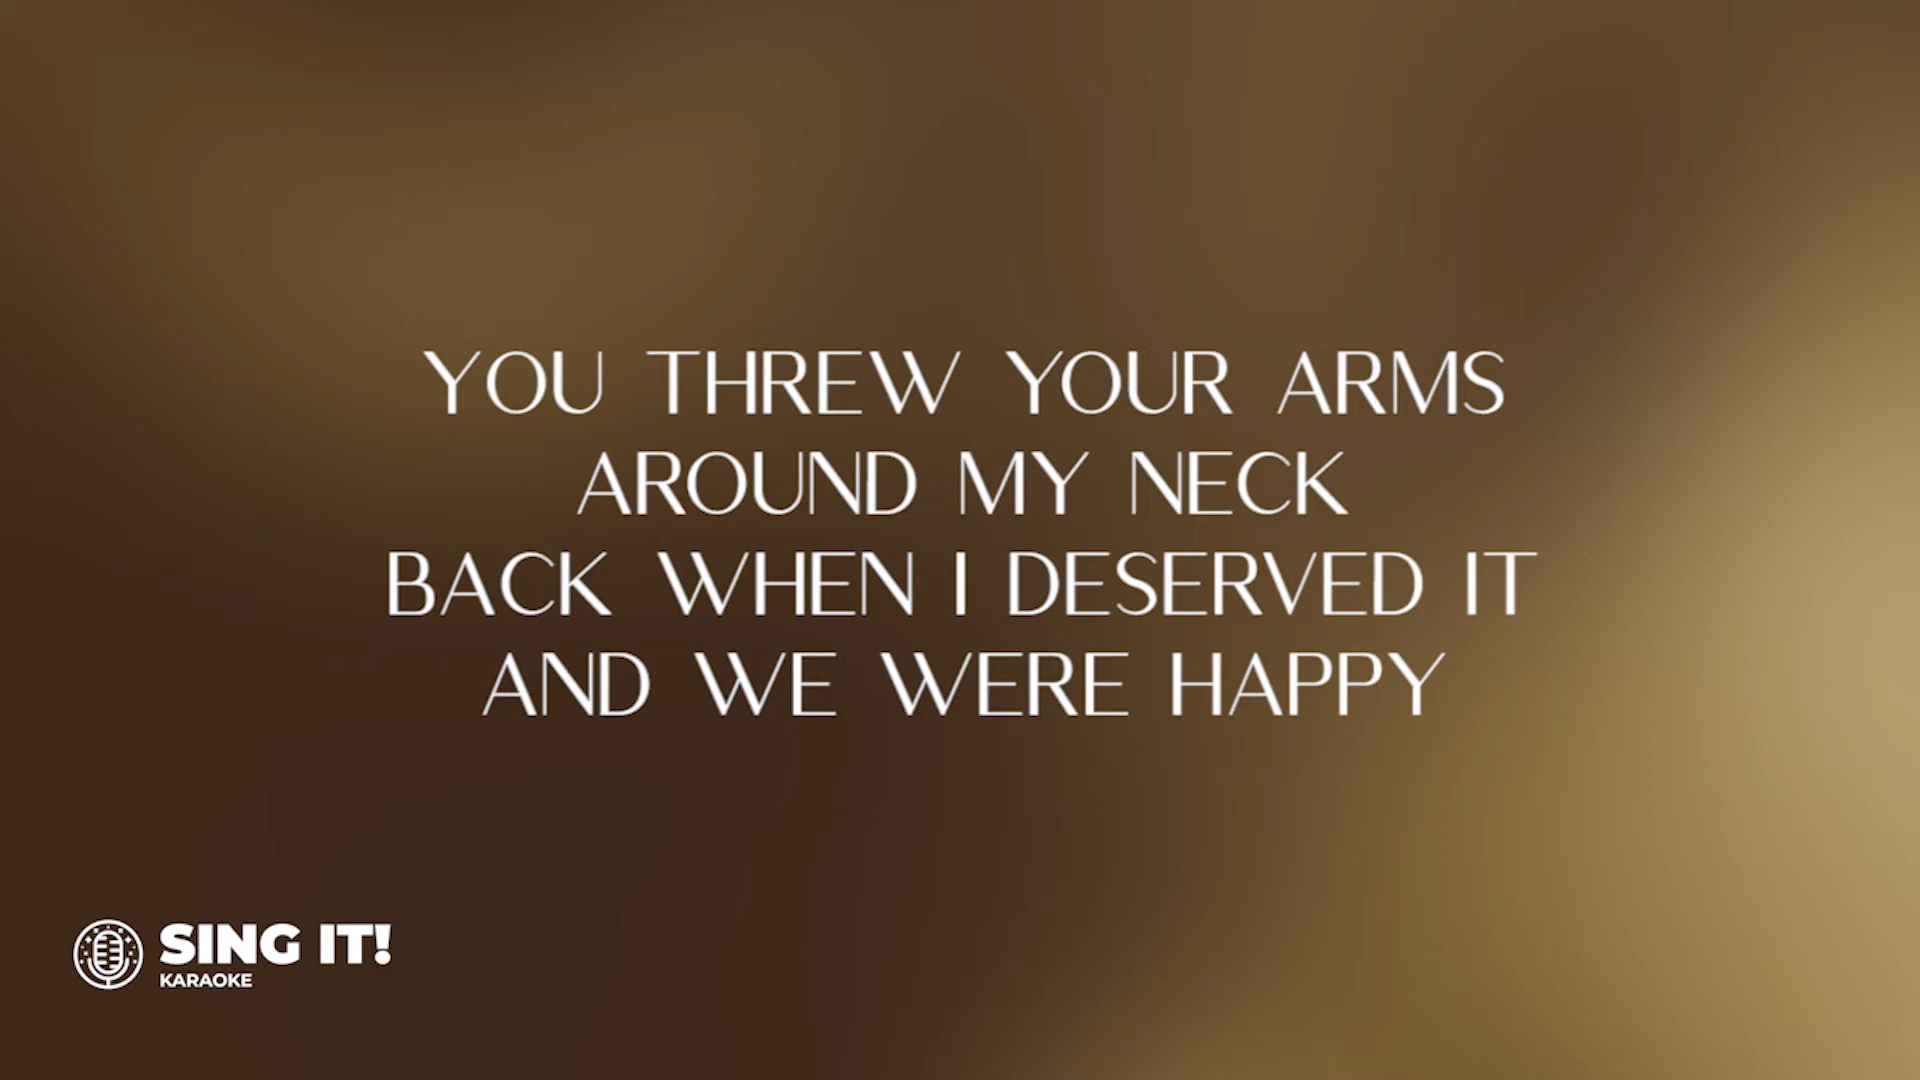 YOU THREW YOUR ARMS
AROUND MY NECK
BACK WHEN I DESERVED IT
AND WE WERE HAPPY
SING IT!
KARAOKE